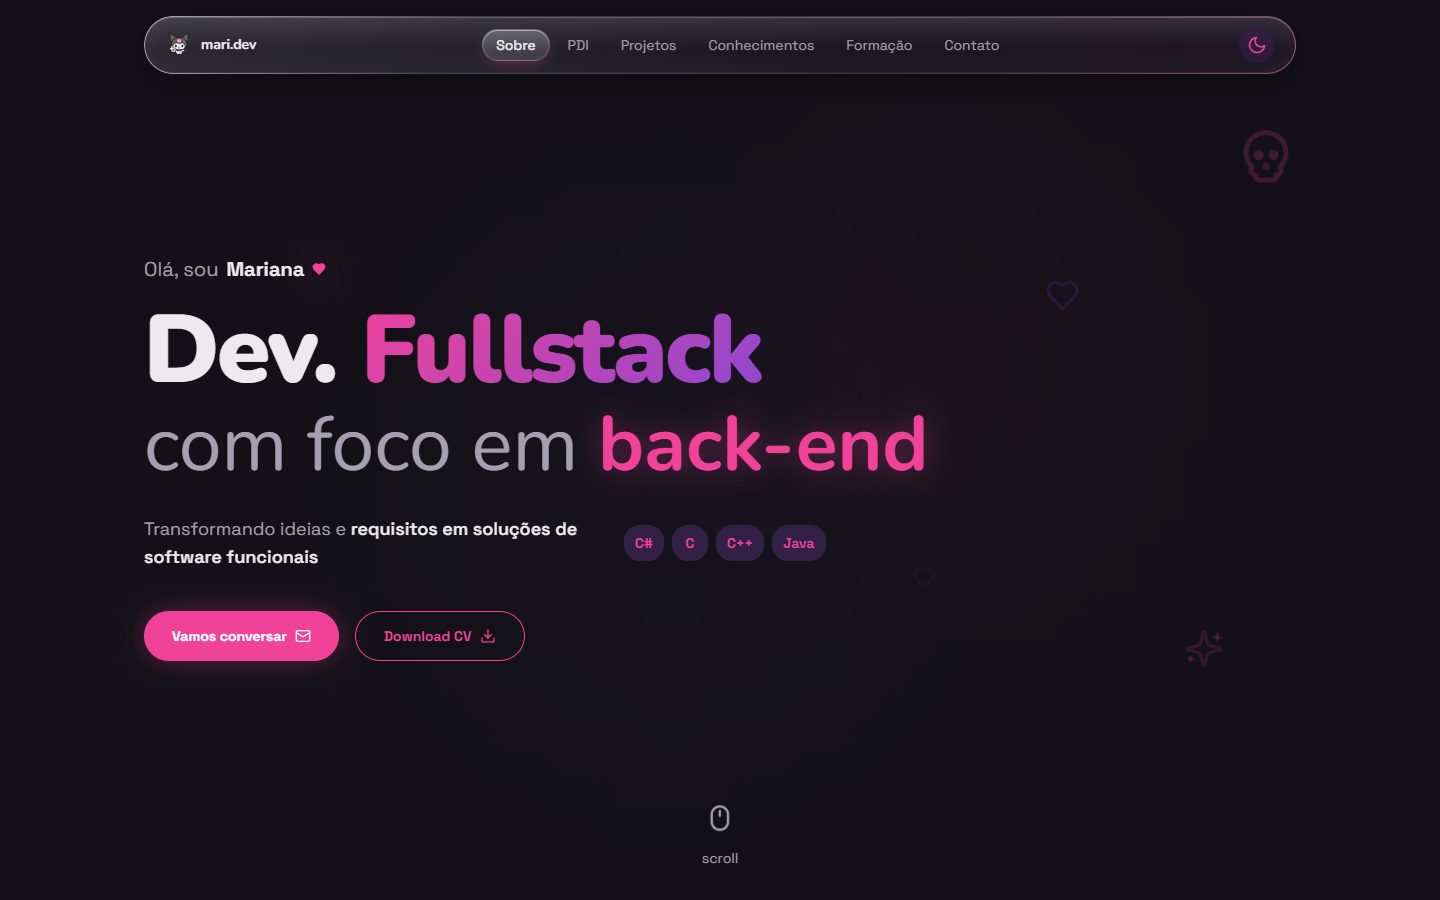 mari.dev
Sobre
PDI
Projetos
Conhecimentos
Formação
Contato
Olá, sou Mariana
Dev. Fullstack
com foco em back-end
Transformando ideias e requisitos em soluções de
software funcionais
C#
C
C++
Java
Vamos conversar
Download CV
scroll